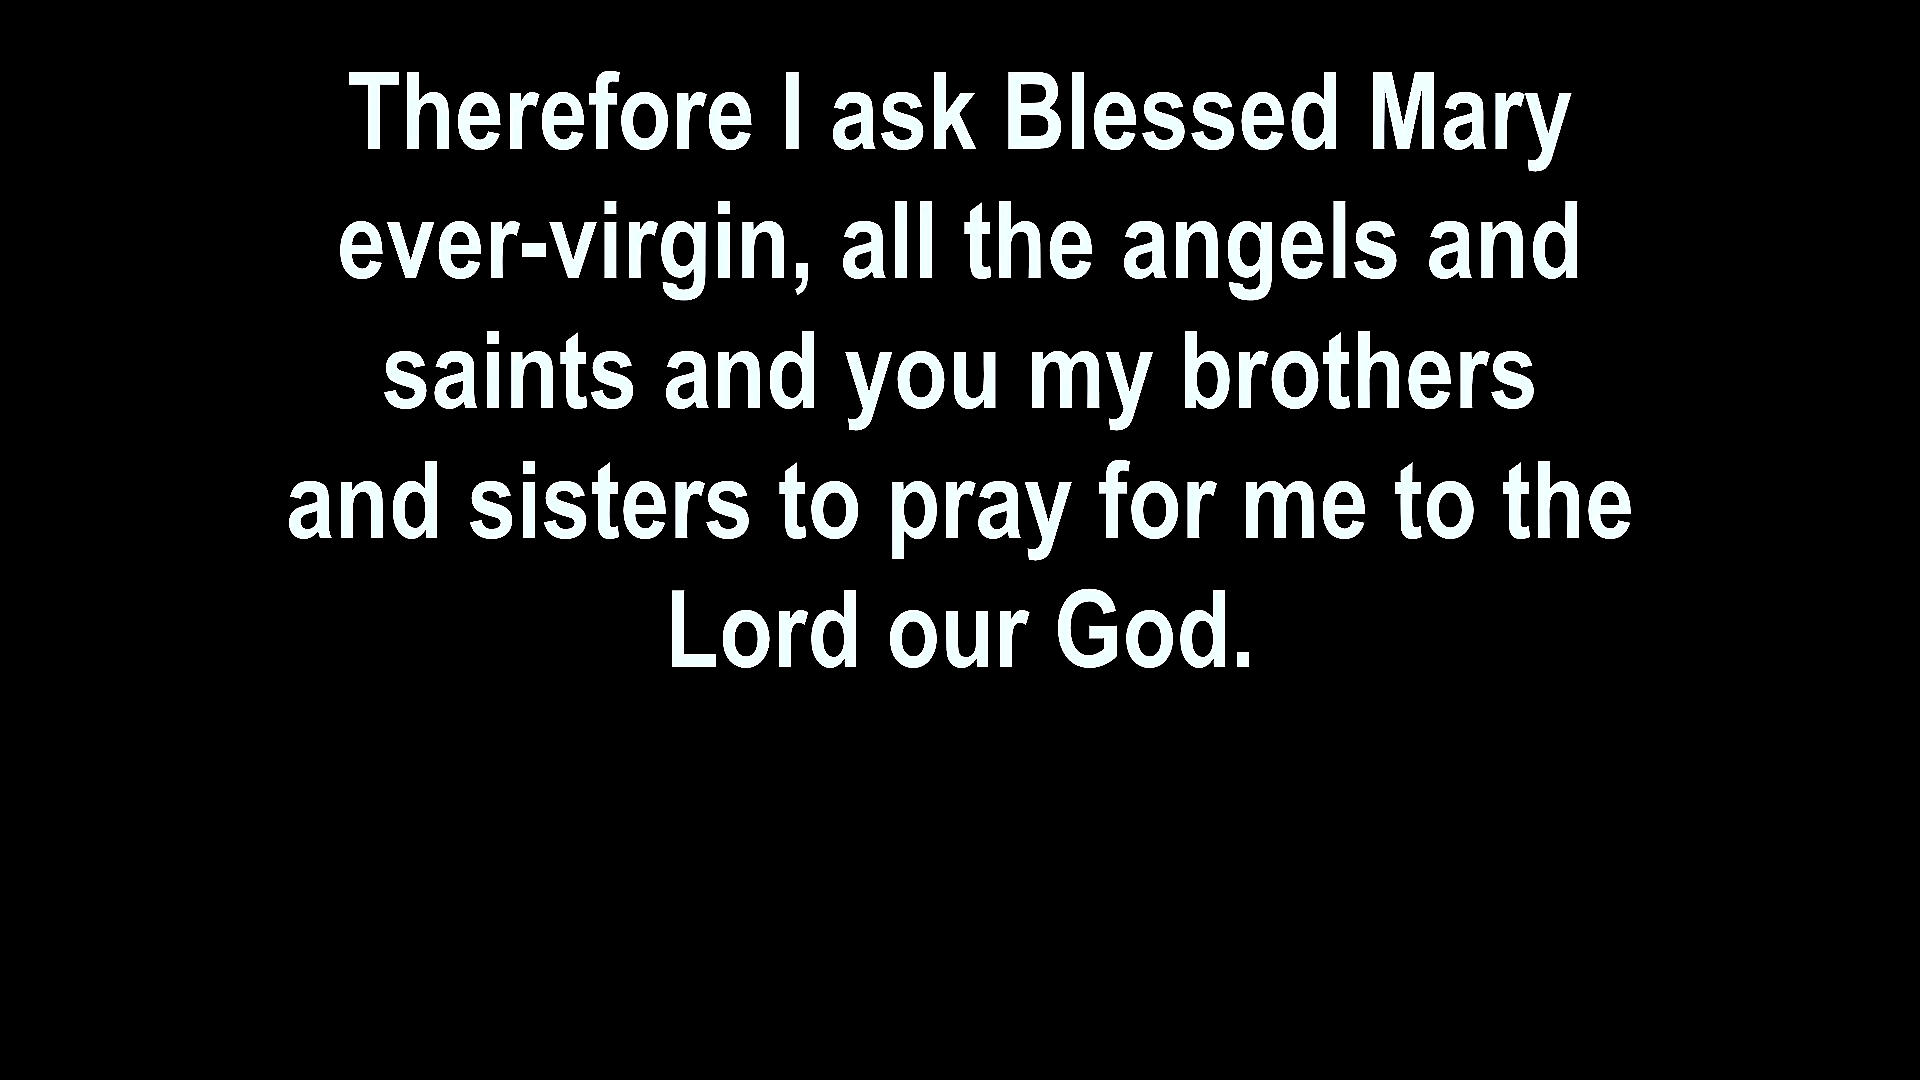 Therefore I ask Blessed Mary
ever-virgin, all the angels and
saints and you my brothers
and sisters to pray for me to the
Lord our God.